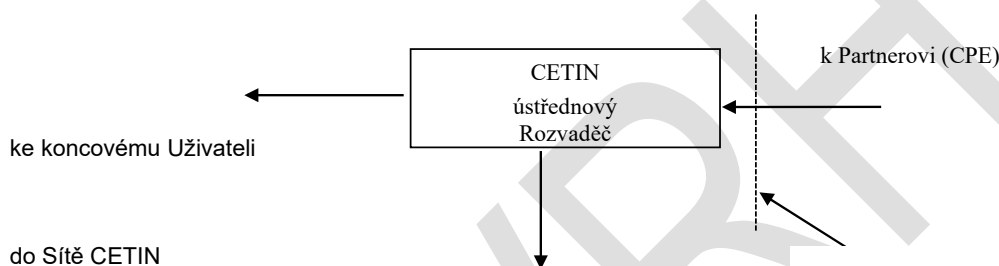 k Partnerovi (CPE)
CETIN
ústřednový
Rozvaděč
ke koncovému Uživateli
do Sítě CETIN